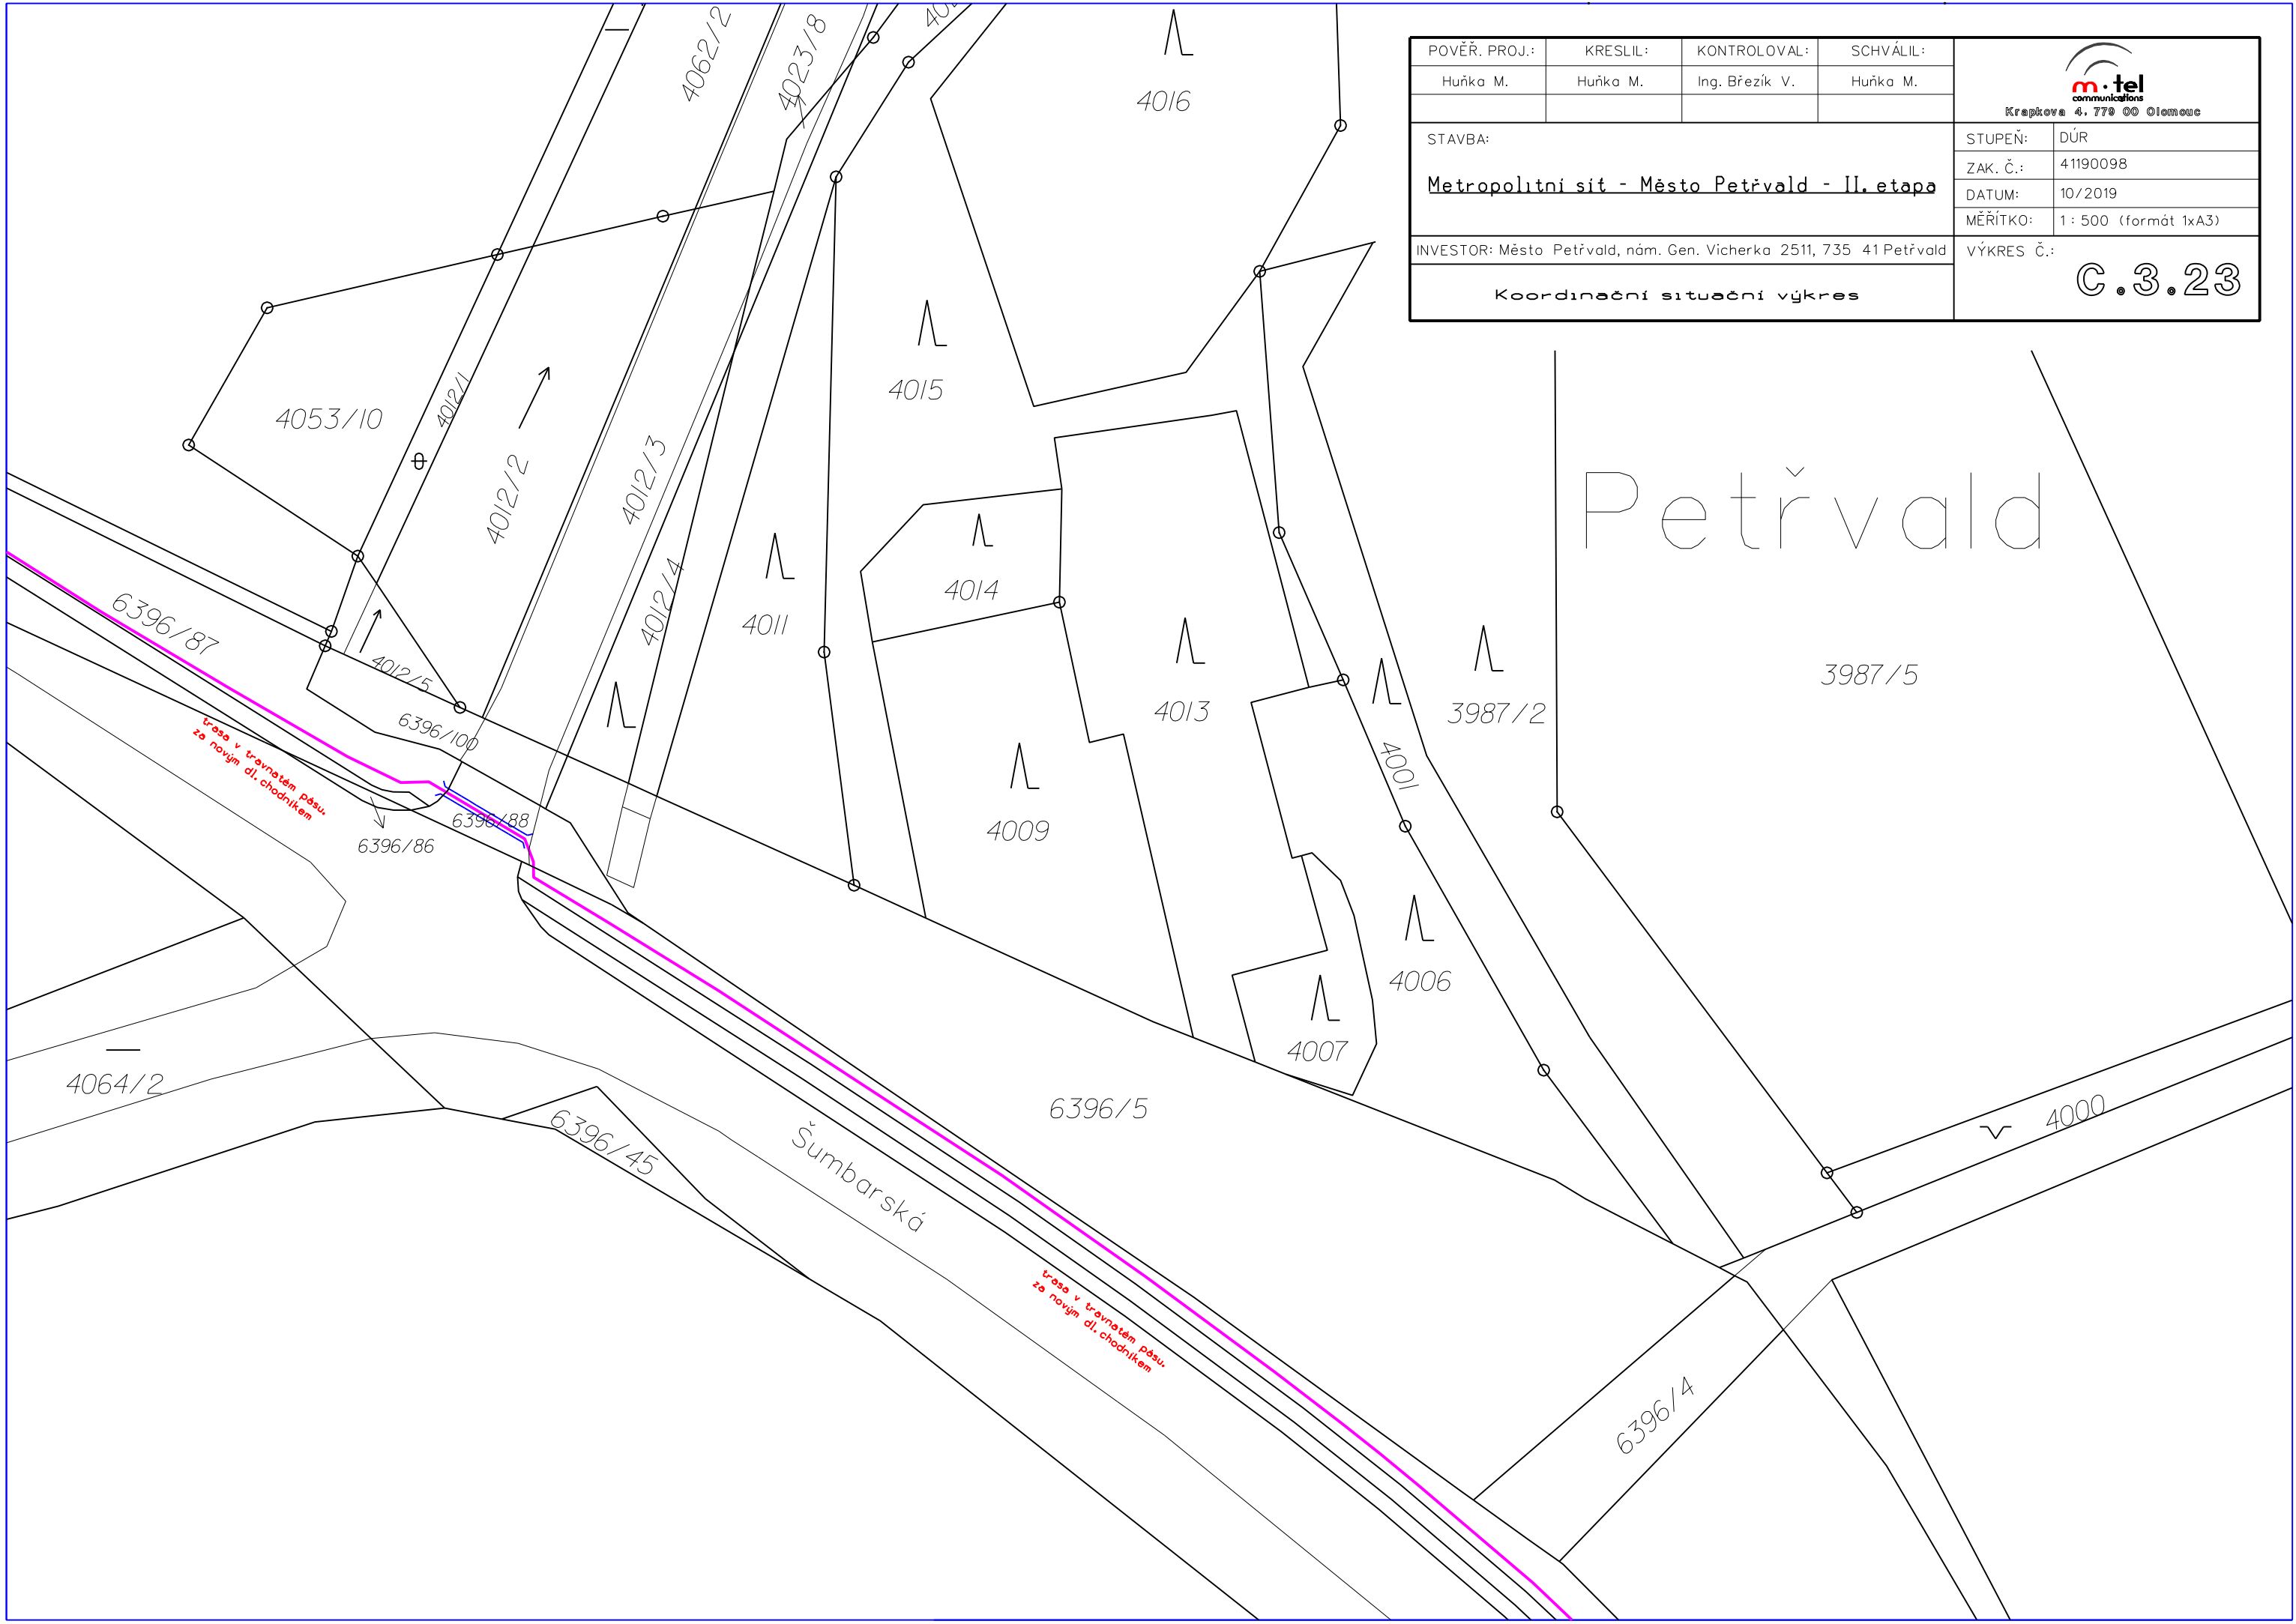 POVĚŘ. PROJ.: KRESLIL: KONTROLOVAL: SCHVÁLIL:
Huňka M. Huňka M. Ing. Březík V. Huňka M.
m·tel
communications
Krapkova 4, 779 00 Olomouc
STAVBA:
Metropolitní síť - Město Petřvald - II. etapa
STUPEŇ: DÚR
ZAK. Č.: 41190098
DATUM: 10/2019
MĚŘÍTKO: 1 : 500 (formát 1xA3)
INVESTOR: Město Petřvald, nám. Gen. Vicherka 2511, 735 41 Petřvald
VÝKRES Č.:
C.3.23
Koordinační situační výkres
4062/2
4023/8
4016
4015
4053/10
4012/1
4012/2
4012/3
4012/4
4011
4014
4013
Petřvald
3987/5
3987/2
4001
6396/87
4012/5
6396/100
trasa v travnatém pásu,
za novým dl. chodníkem
6396/88
6396/86
4009
4006
4007
4064/2
6396/45
6396/5
4000
Šumbarská
trasa v travnatém pásu,
za novým dl. chodníkem
6396/4